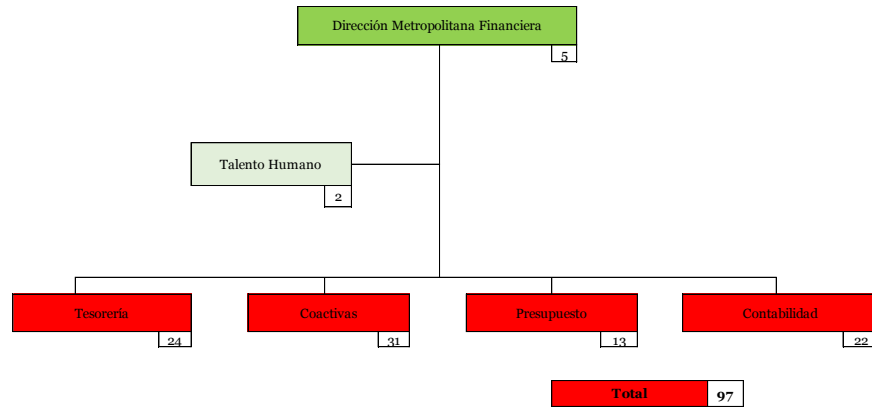 Dirección Metropolitana Financiera
5
Talento Humano
2
Tesorería
24
Coactivas
31
Presupuesto
13
Contabilidad
22
Total 97